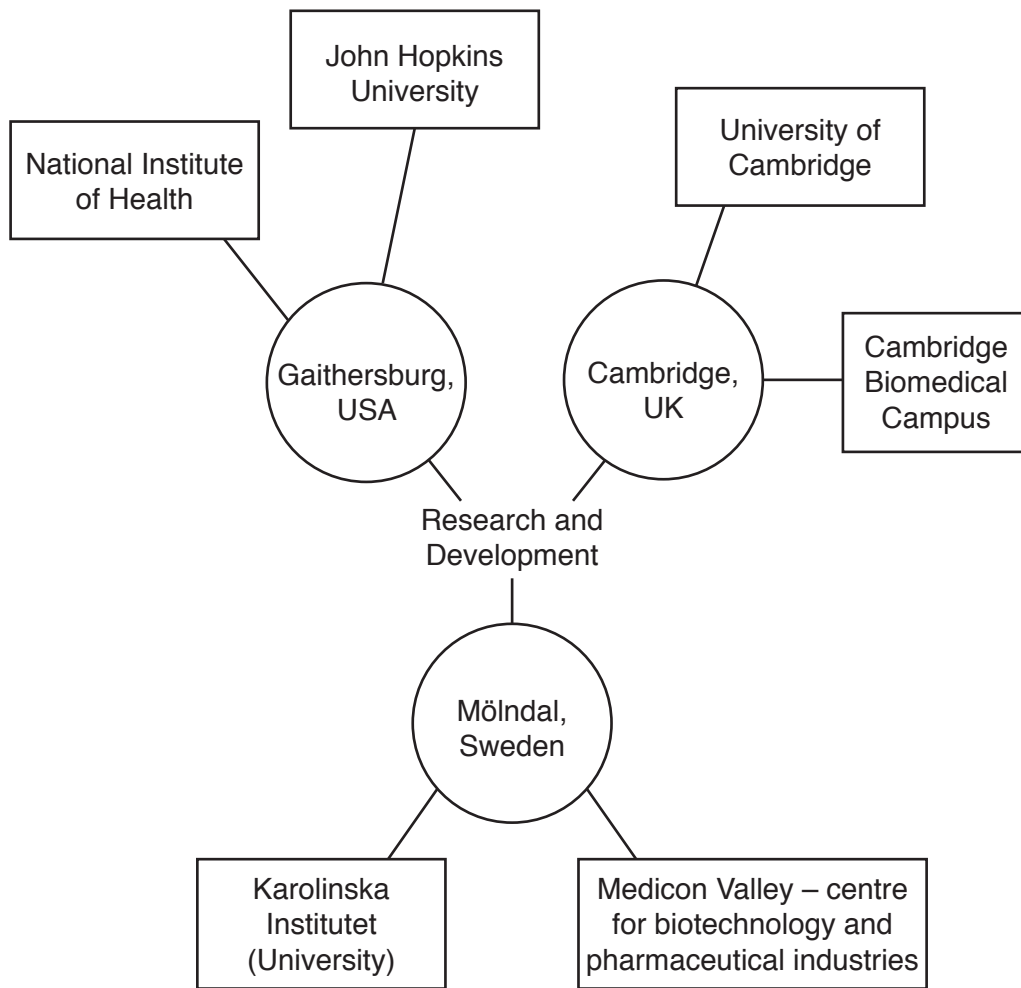 John Hopkins
University
National Institute
of Health
University of
Cambridge
Gaithersburg,
USA
Cambridge,
UK
Cambridge
Biomedical
Campus
Research and
Development
Mölndal,
Sweden
Karolinska
Institutet
(University)
Medicon Valley – centre
for biotechnology and
pharmaceutical industries